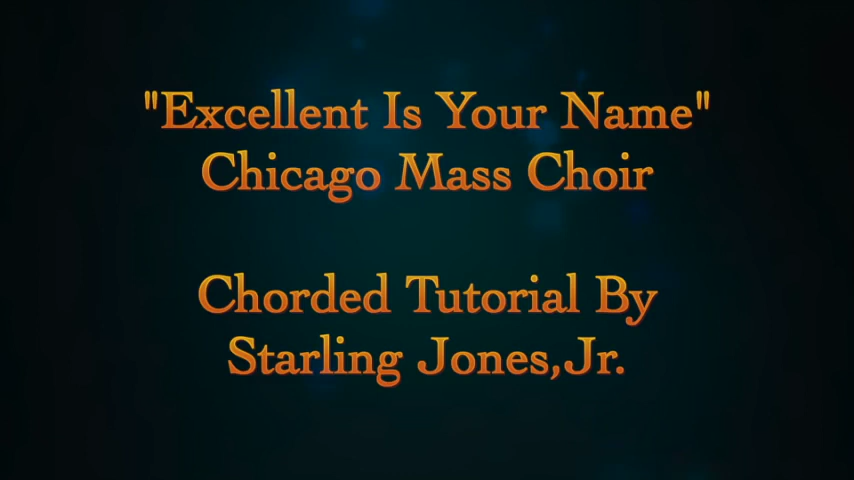 "Excellent Is Your Name"
Chicago Mass Choir
Chorded Tutorial By
Starling Jones,Jr.